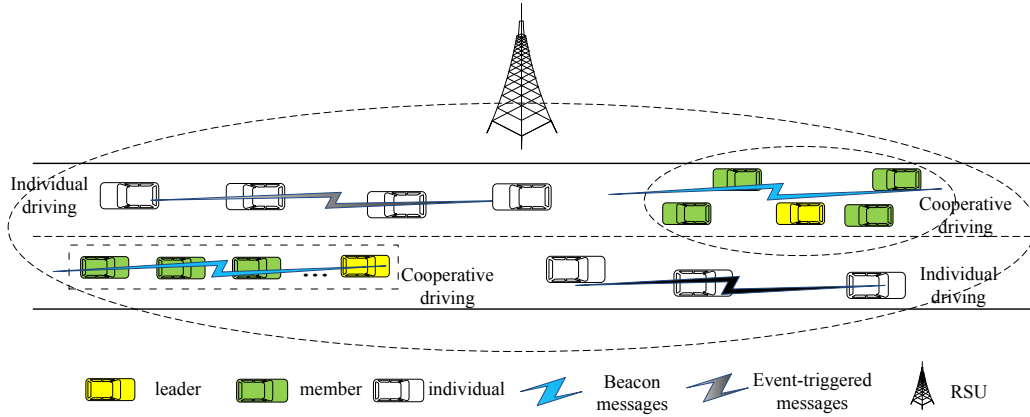 Individual
driving
Cooperative
driving
Cooperative
driving
Individual
driving
leader
member
individual
Beacon
messages
Event-triggered
messages
RSU